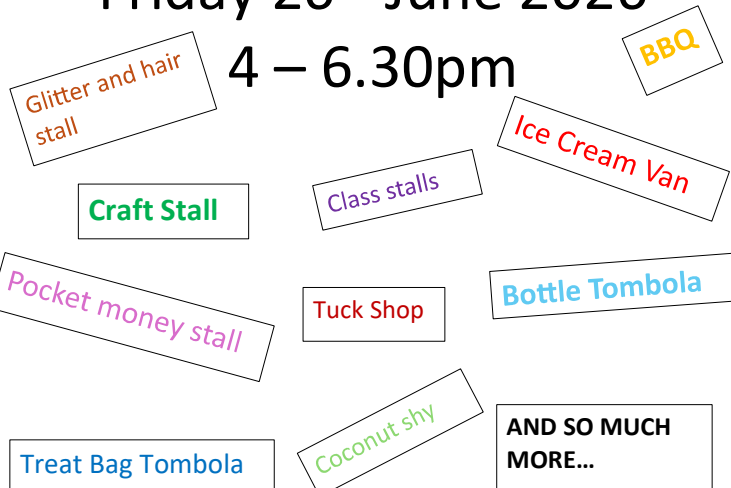 4 – 6.30pm
BBQ
Glitter and hair
stall
Ice Cream Van
Class stalls
Craft Stall
Pocket money stall
Bottle Tombola
Tuck Shop
Coconut shy
AND SO MUCH
MORE...
Treat Bag Tombola